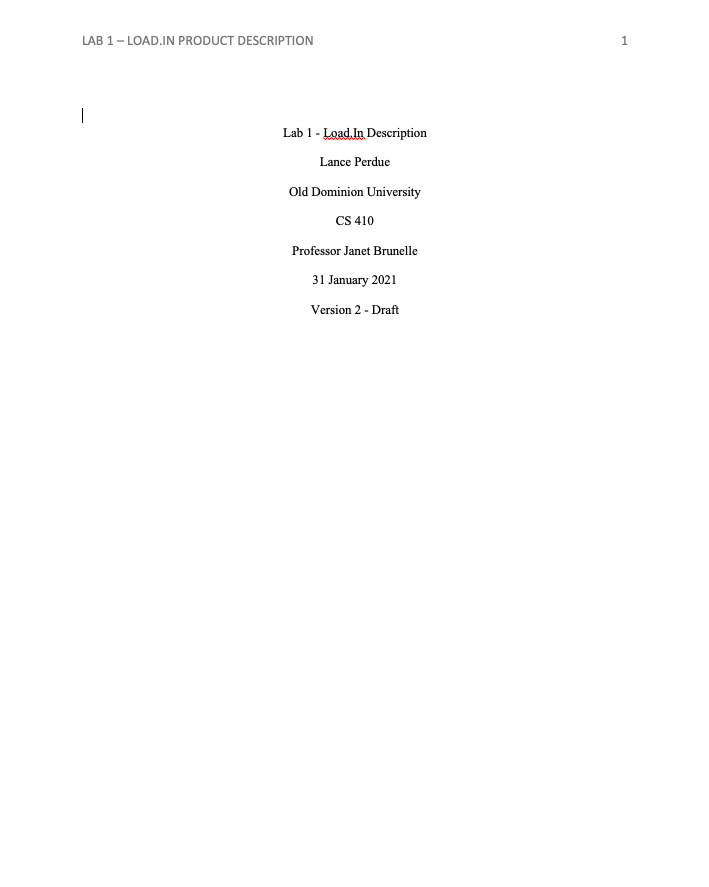 LAB 1 – LOAD.IN PRODUCT DESCRIPTION 1
Lab 1 - Load.In Description
Lance Perdue
Old Dominion University
CS 410
Professor Janet Brunelle
31 January 2021
Version 2 - Draft